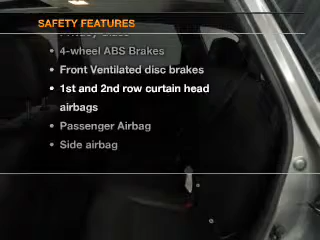 SAFETY FEATURES
• 4-wheel ABS Brakes
• Front Ventilated disc brakes
• 1st and 2nd row curtain head
airbags
• Passenger Airbag
• Side airbag